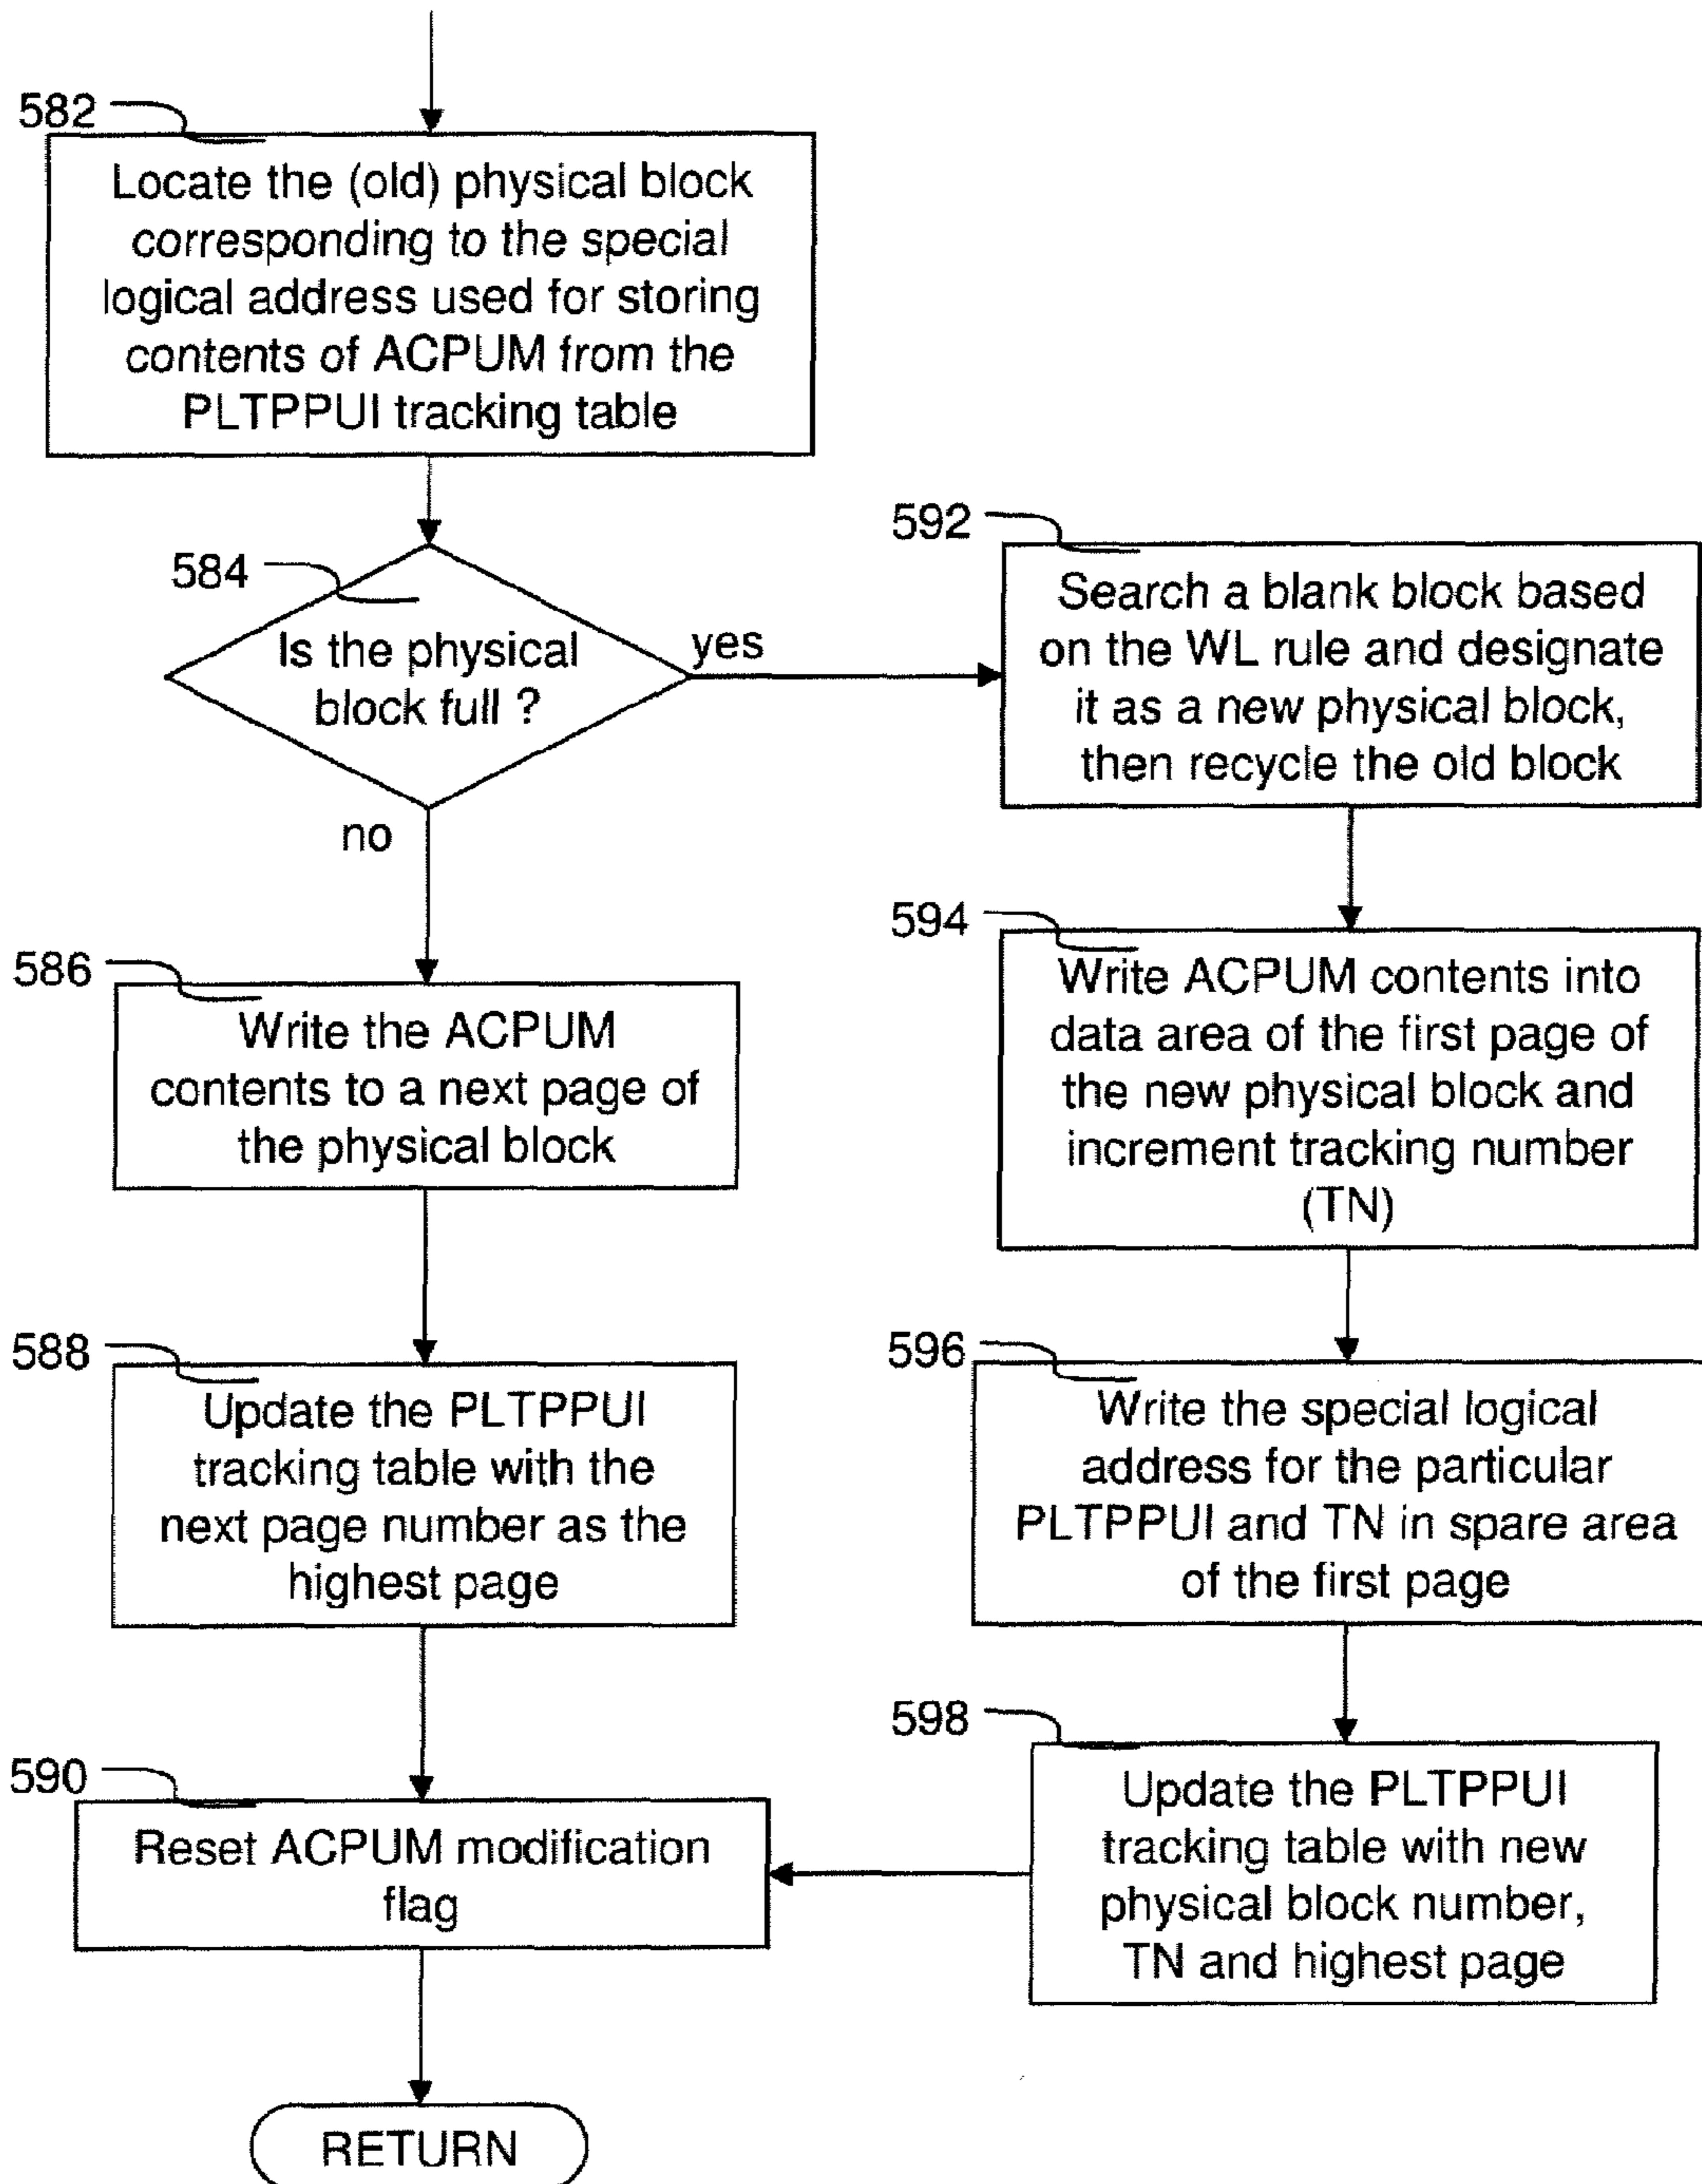 582
Locate the (old) physical block
corresponding to the special
logical address used for storing
contents of ACPUM from the
PLTPPUI tracking table
584
Is the physical
block full ?
yes
no
592
Search a blank block based
on the WL rule and designate
it as a new physical block,
then recycle the old block
586
Write the ACPUM
contents to a next page of
the physical block
594
Write ACPUM contents into
data area of the first page of
the new physical block and
increment tracking number
(TN)
588
Update the PLTPPUI
tracking table with the
next page number as the
highest page
596
Write the special logical
address for the particular
PLTPPUI and TN in spare area
of the first page
590
Reset ACPUM modification
flag
598
Update the PLTPPUI
tracking table with new
physical block number,
TN and highest page
RETURN